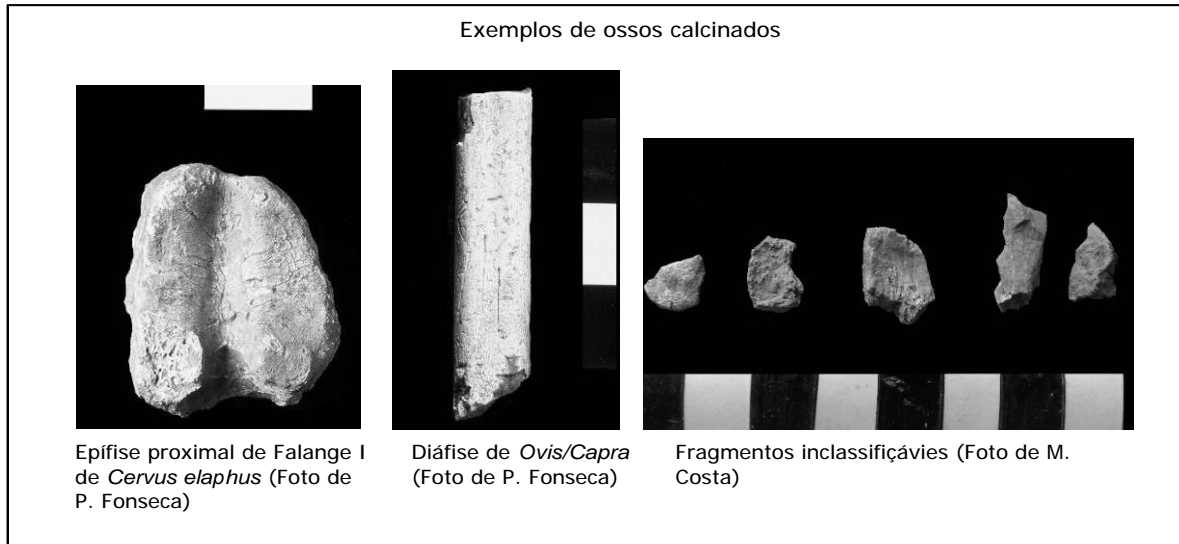 Exemplos de ossos calcinados
Epífise proximal de Falange I
de Cervus elaphus (Foto de
P. Fonseca)
Diáfise de Ovis/Capra
(Foto de P. Fonseca)
Fragmentos inclassifiçávies (Foto de M.
Costa)